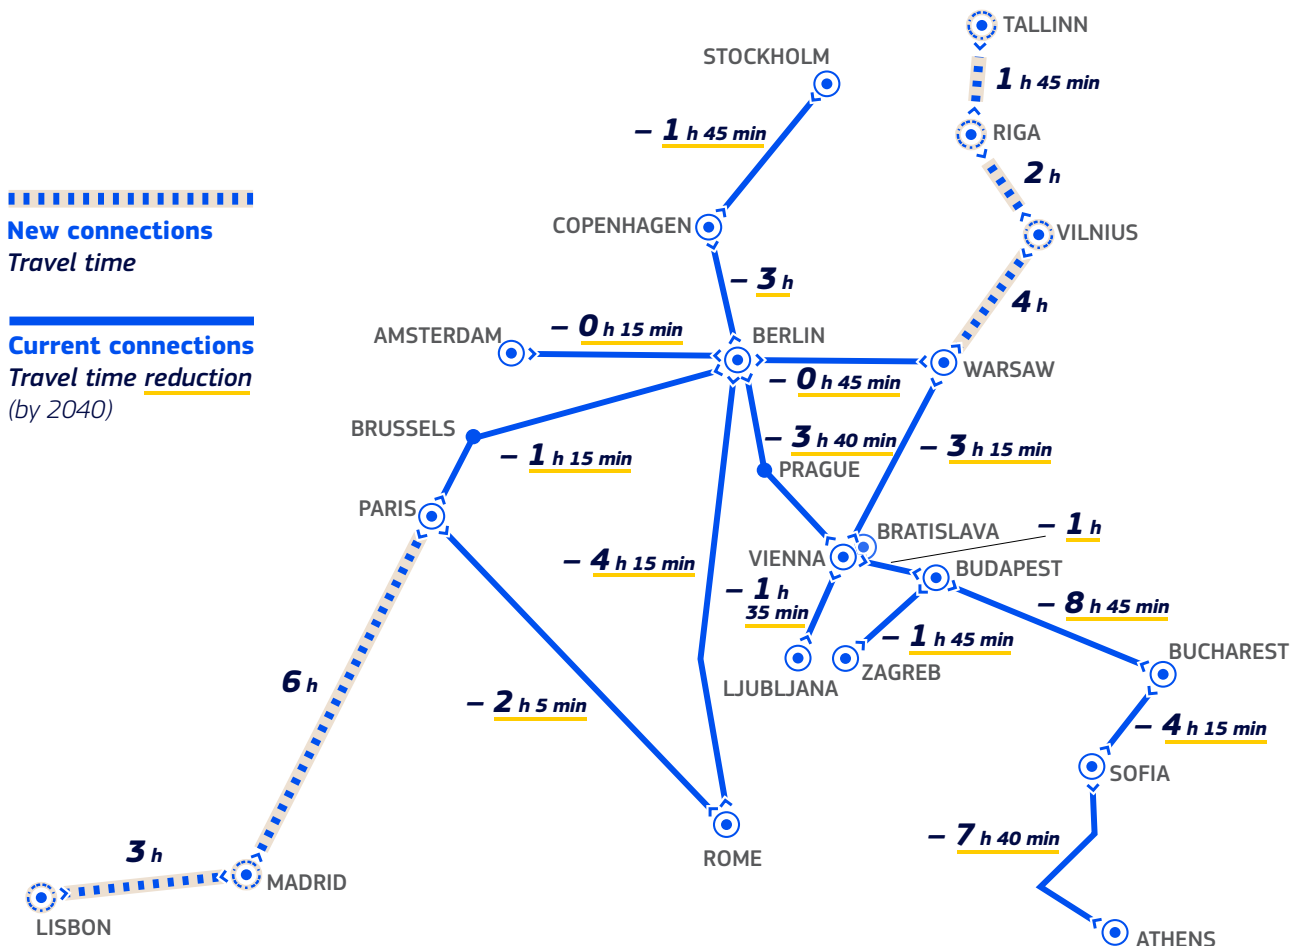 TALLINN
STOCKHOLM
1 h 45 min
– 1 h 45 min
RIGA
2 h
New connections
Travel time
COPENHAGEN
VILNIUS
– 3 h
4 h
Current connections
Travel time reduction
(by 2040)
AMSTERDAM
– 0 h 15 min
BERLIN
WARSAW
– 0 h 45 min
BRUSSELS
– 1 h 15 min
– 3 h 40 min
PRAGUE
– 3 h 15 min
PARIS
BRATISLAVA
– 1 h
VIENNA
– 4 h 15 min
BUDAPEST
– 1 h
35 min
– 8 h 45 min
– 1 h 45 min
BUCHAREST
LJUBLJANA
ZAGREB
6 h
– 2 h 5 min
– 4 h 15 min
SOFIA
– 7 h 40 min
3 h
ROME
MADRID
LISBON
ATHENS